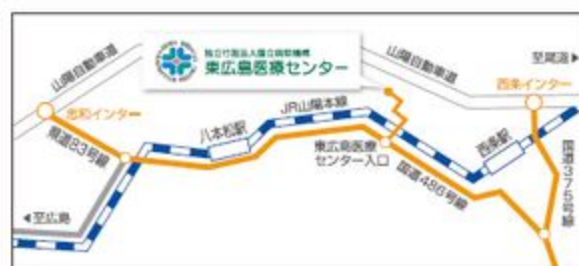 山陽自動車道
独立行政法人国立病院機構
東広島医療センター
山陽自動車道
至尾道▶
西条インター
志和インター
県道83号線
八本松駅
JR山陽本線
東広島医療
センター入口
西条駅
国道486号線
国道375号線
◀至広島